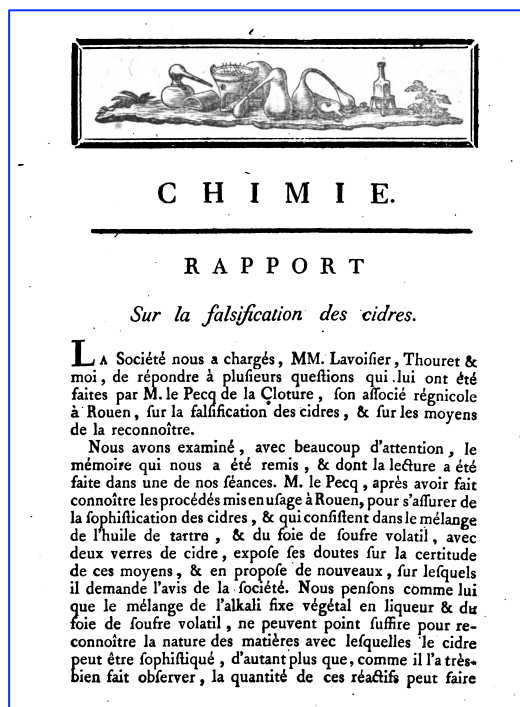 CHIMIE.
RAPPORT
Sur la falsification des cidres.
LA Société nous a chargés, MM. Lavoiſier, Thouret &
moi, de répondre à pluſieurs queſtions qui lui ont été
faites par M. le Pecq de la Cloture, ſon aſſocié régnicole
à Rouen, ſur la falſification des cidres, & ſur les moyens
de la reconnoître.
Nous avons examiné, avec beaucoup d'attention, le
mémoire qui nous a été remis, & dont la lecture a été
faite dans une de nos ſéances. M. le Pecq, après avoir fait
connoître les procédés mis en uſage à Rouen, pour s'aſſurer de
la ſophiſtication des cidres, & qui conſiſtent dans le mélange
de l'huile de tartre, & du foie de ſoufre volatil, avec
deux verres de cidre, expoſe ſes doutes ſur la certitude
de ces moyens, & en propoſe de nouveaux, ſur leſquels
il demande l'avis de la ſociété. Nous penſons comme lui
que le mélange de l'alkali fixe végétal en liqueur & du
foie de ſoufre volatil, ne peuvent point ſuffire pour re-
connoître la nature des matières avec leſquelles le cidre
peut être ſophiſtiqué, d'autant plus que, comme il l'a très-
bien fait obſerver, la quantité de ces réactifs peut faire